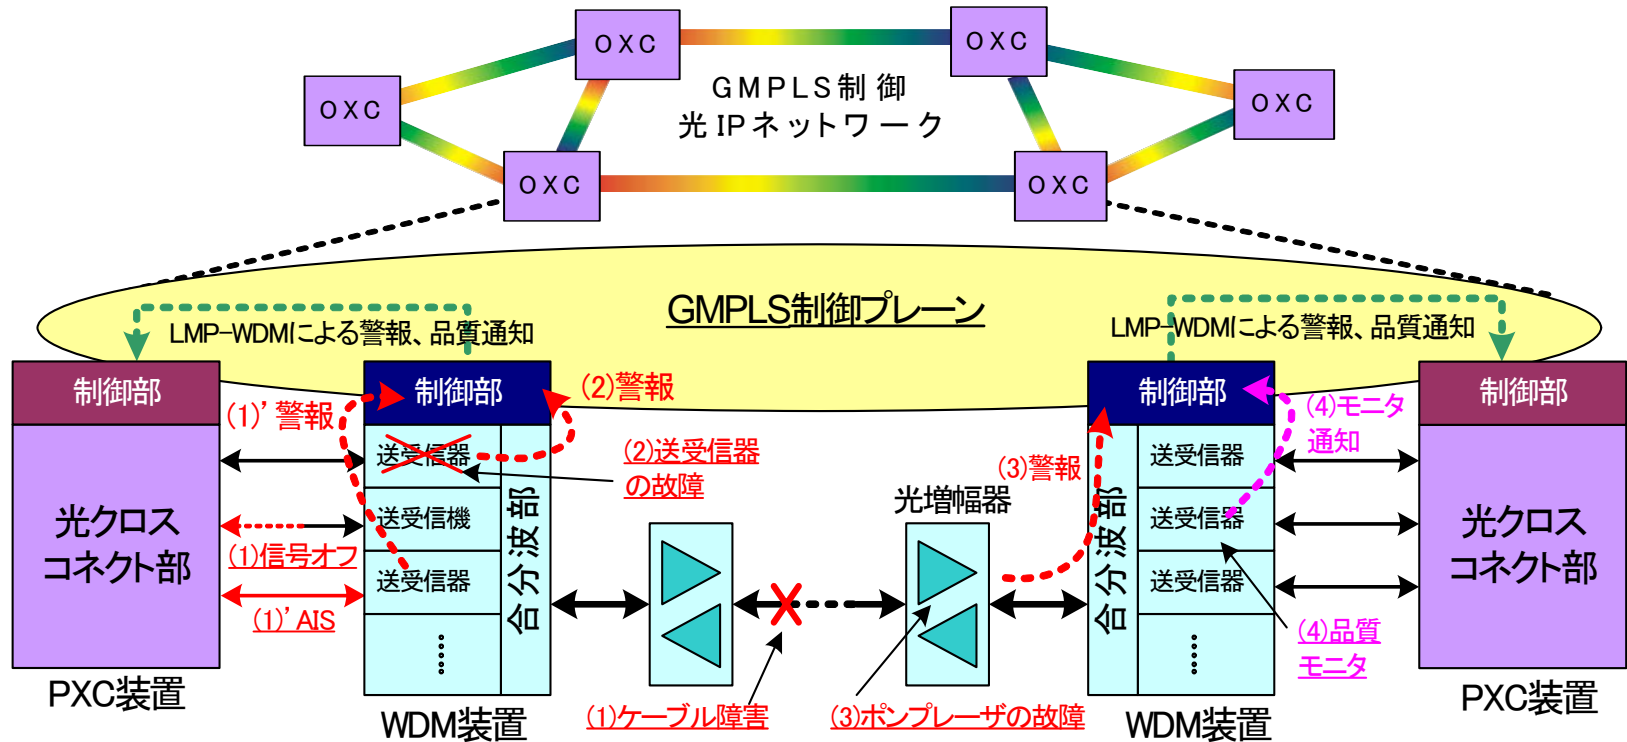 OXC
OXC
OXC
OXC
OXC
OXC
GMPLS制御
光IPネットワーク
GMPLS制御プレーン
LMP-WDMによる警報、品質通知
LMP-WDMによる警報、品質通知
制御部
制御部
制御部
制御部
(1)’警報
(2)警報
(2)送受信器
の故障
(3)警報
(4)モニタ
通知
送受信器
送受信機
送受信器
……
合分波部
光クロス
コネクト部
(1)信号オフ
(1)’AIS
光増幅器
合分波部
送受信器
送受信器
送受信器
……
光クロス
コネクト部
(4)品質
モニタ
PXC装置
WDM装置
(1)ケーブル障害
(3)ポンプレーザの故障
WDM装置
PXC装置